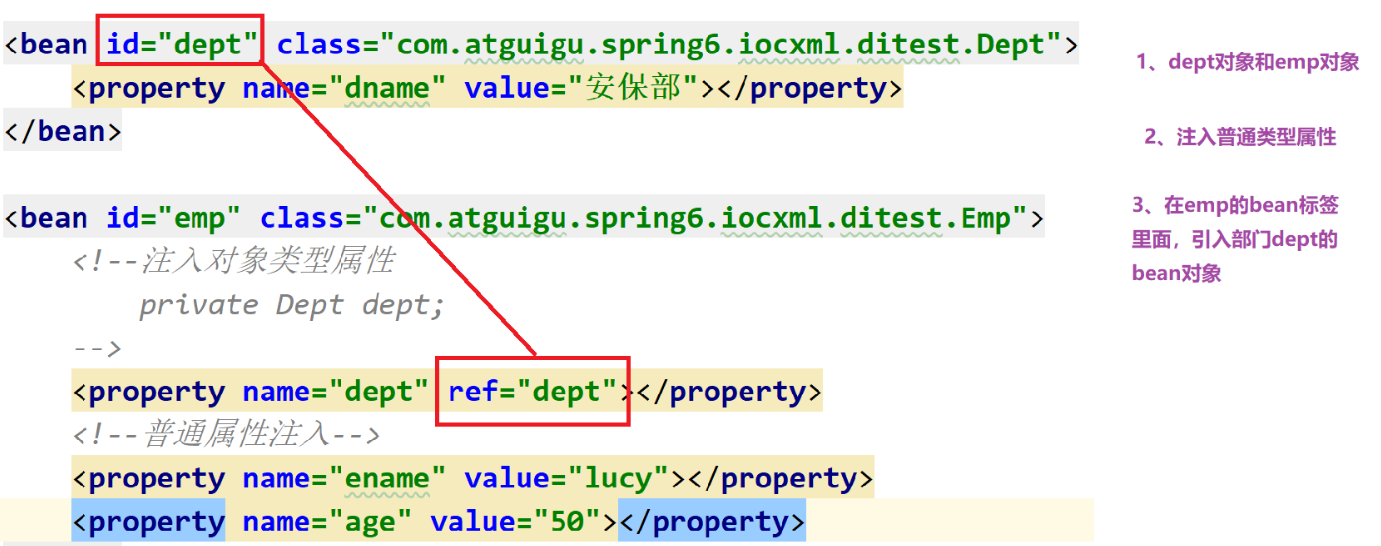 <bean id="dept" class="com.atguigu.spring6.iocxml.ditest.Dept">
<property name="dname" value="安保部"></property>
</bean>
<bean id="emp" class="com.atguigu.spring6.iocxml.ditest.Emp">
<!--注入对象类型属性
private Dept dept;
-->
<property name="dept" ref="dept"></property>
<!--普通属性注入-->
<property name="ename" value="lucy"></property>
<property name="age" value="50"></property>
1、dept对象和emp对象
2、注入普通类型属性
3、在emp的bean标签
里面，引入部门dept的
bean对象